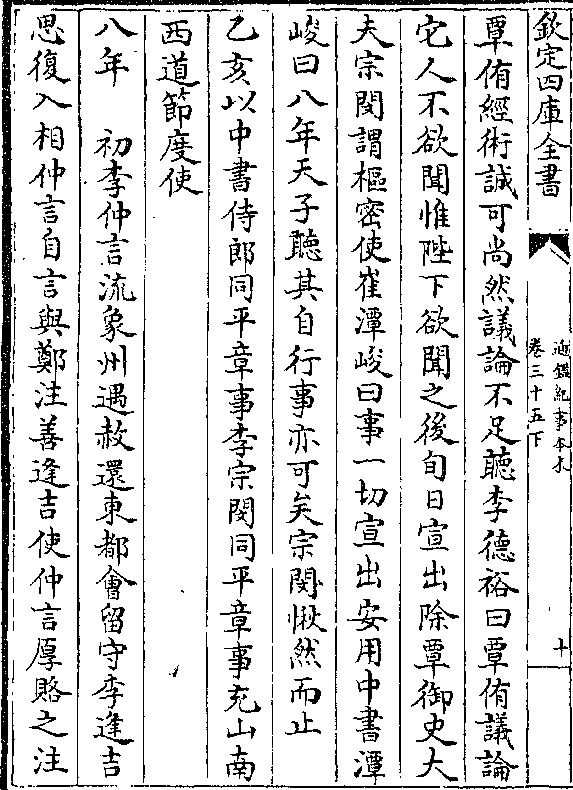 欽定四庫全書
通鑑紀事本末
卷三十五下
十
覃侑經術誠可尚然議論不足聽李德裕曰覃侑議論
它人不欲聞惟陛下欲聞之後旬日宣出除覃御史大
夫宗閔謂樞密使崔潭峻曰事一切宣出安用中書潭
峻曰八年天子聽其自行事亦可矣宗閔愀然而止
乙亥以中書侍郎同平章事李宗閔同平章事充山南
西道節度使
八年　初李仲言流象州遇赦還東都會留守李逢吉
思復入相仲言自言與鄭注善逢吉使仲言厚賂之注